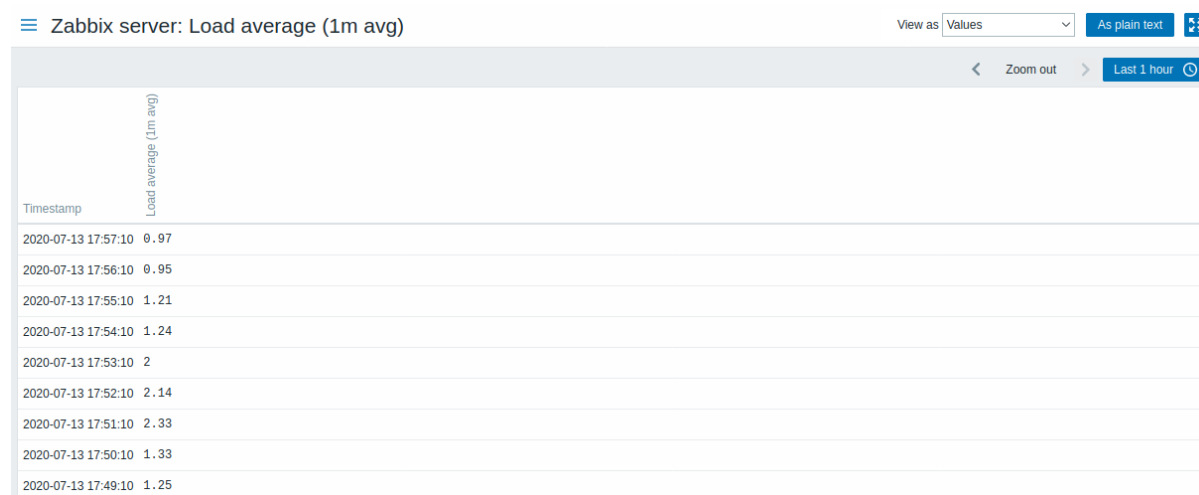 Zabbix server: Load average (1m avg) View as Values As plain text
Zoom out Last 1 hour
Timestamp Load average (1m avg)
2020-07-13 17:57:10 0.97
2020-07-13 17:56:10 0.95
2020-07-13 17:55:10 1.21
2020-07-13 17:54:10 1.24
2020-07-13 17:53:10 2
2020-07-13 17:52:10 2.14
2020-07-13 17:51:10 2.33
2020-07-13 17:50:10 1.33
2020-07-13 17:49:10 1.25